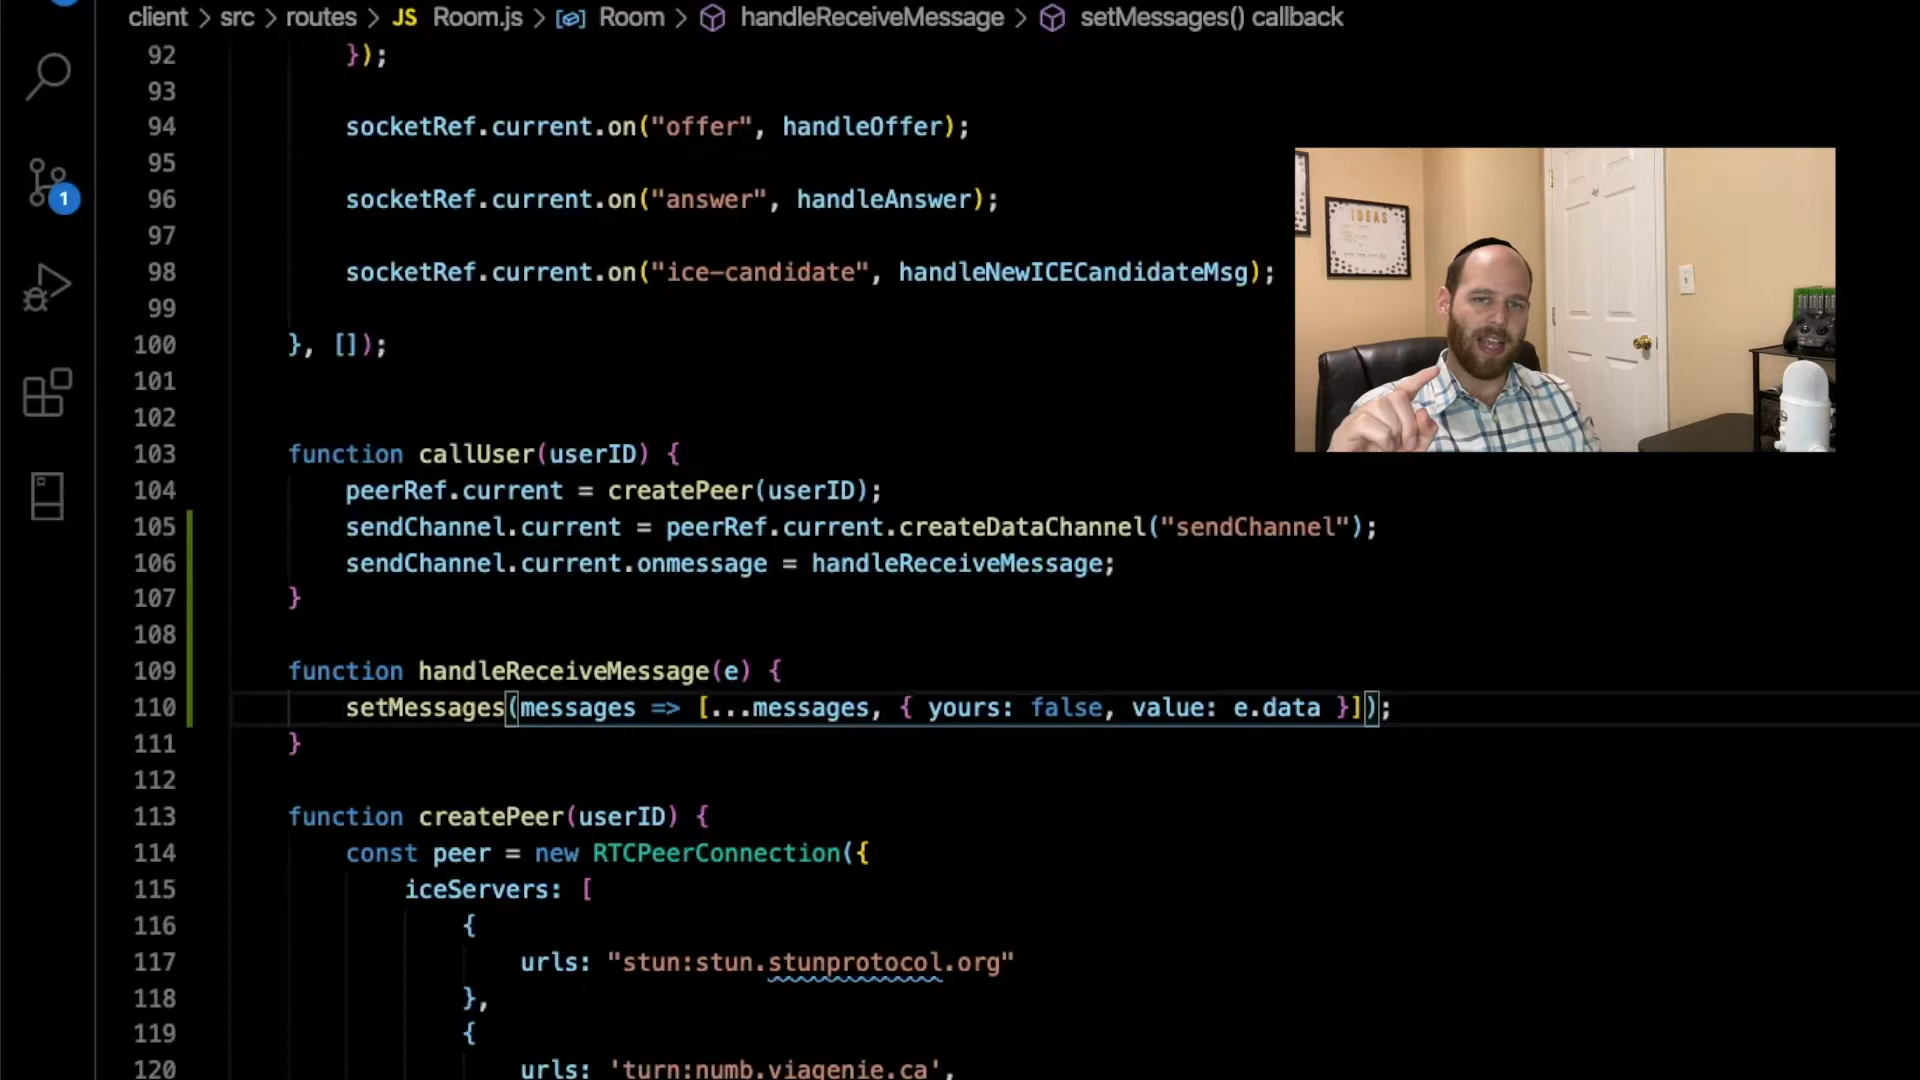 client > src > routes > JS Room.js > Room > handleReceiveMessage > setMessages() callback
92 });
93
94 socketRef.current.on("offer", handleOffer);
95
96 socketRef.current.on("answer", handleAnswer);
97
98 socketRef.current.on("ice-candidate", handleNewICECandidateMsg);
99
100 }, []);
101
102
103 function callUser(userID) {
104 peerRef.current = createPeer(userID);
105 sendChannel.current = peerRef.current.createDataChannel("sendChannel");
106 sendChannel.current.onmessage = handleReceiveMessage;
107 }
108
109 function handleReceiveMessage(e) {
110 setMessages(messages => [...messages, { yours: false, value: e.data }]);
111 }
112
113 function createPeer(userID) {
114 const peer = new RTCPeerConnection({
115 iceServers: [
116 {
117 urls: "stun:stun.stunprotocol.org"
118 },
119 {
120 urls: 'turn:numb.viagenie.ca',
1
IDEAS